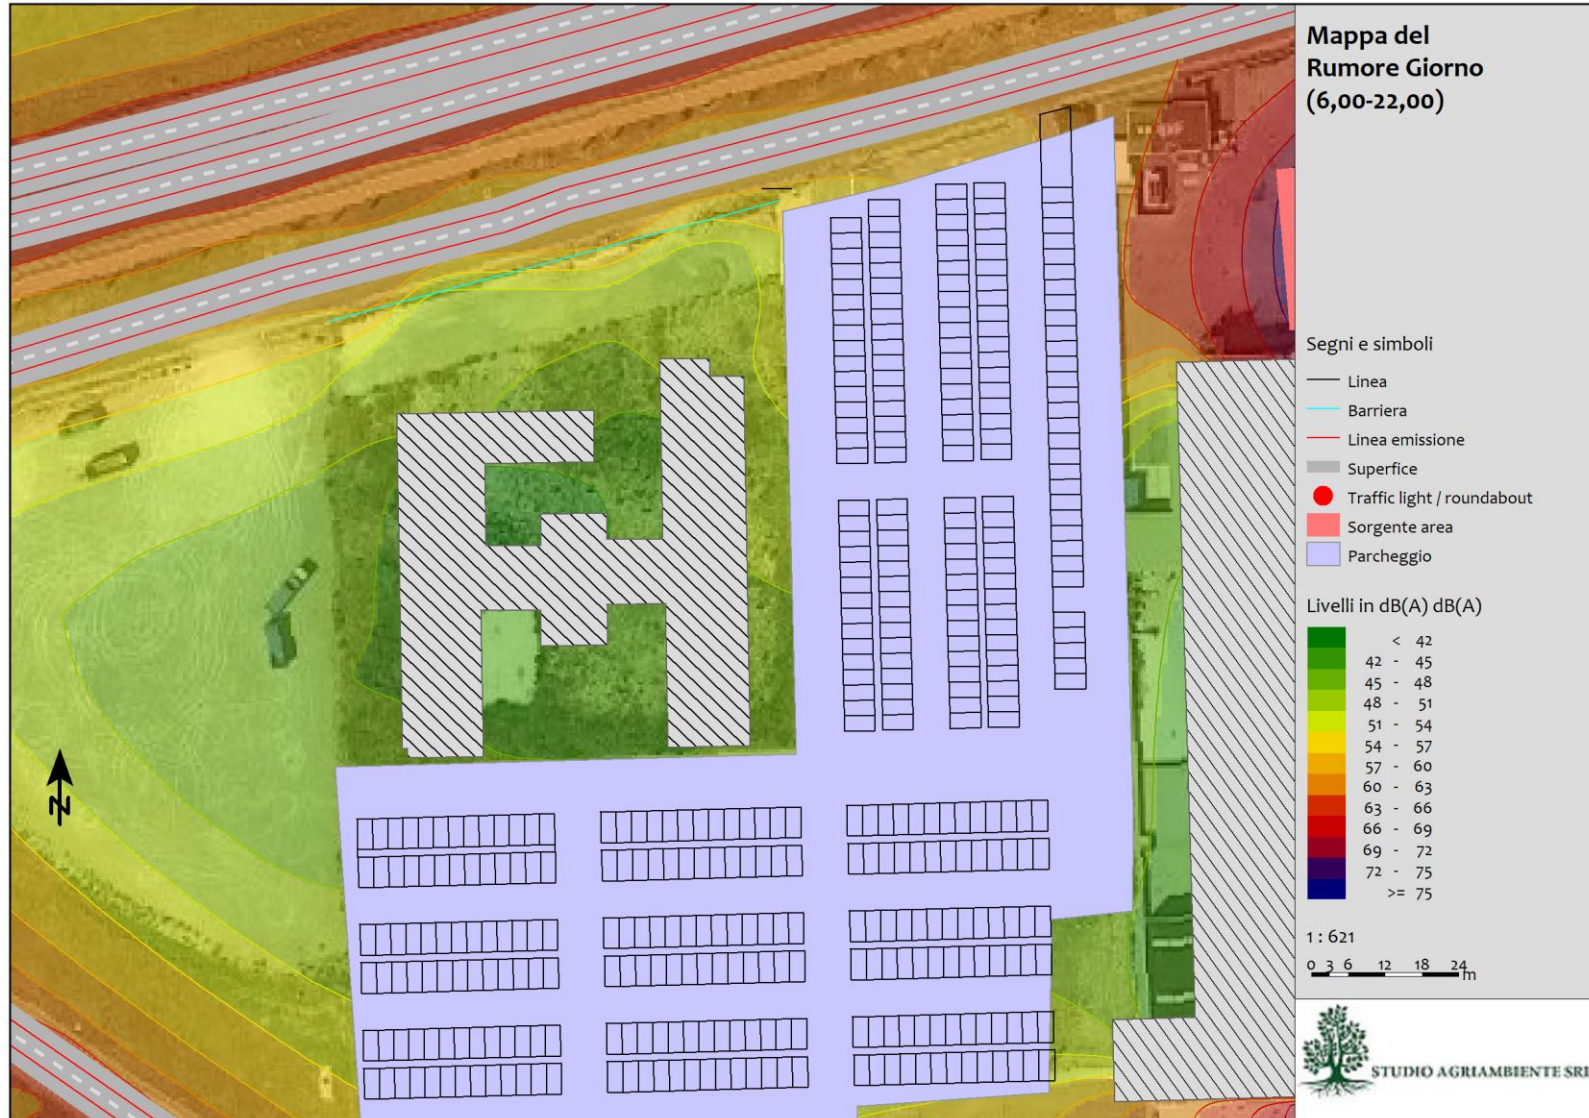 Mappa del
Rumore Giorno
(6,00-22,00)
Segni e simboli
Linea
Barriera
Linea emissione
Superfice
Traffic light / roundabout
Sorgente area
Parcheggio
Livelli in dB(A) dB(A)
< 42
42 - 45
45 - 48
48 - 51
51 - 54
54 - 57
57 - 60
60 - 63
63 - 66
66 - 69
69 - 72
72 - 75
>= 75
1 : 621
0 3 6 12 18 24
m
N
STUDIO AGRIAMBIENTE SRL